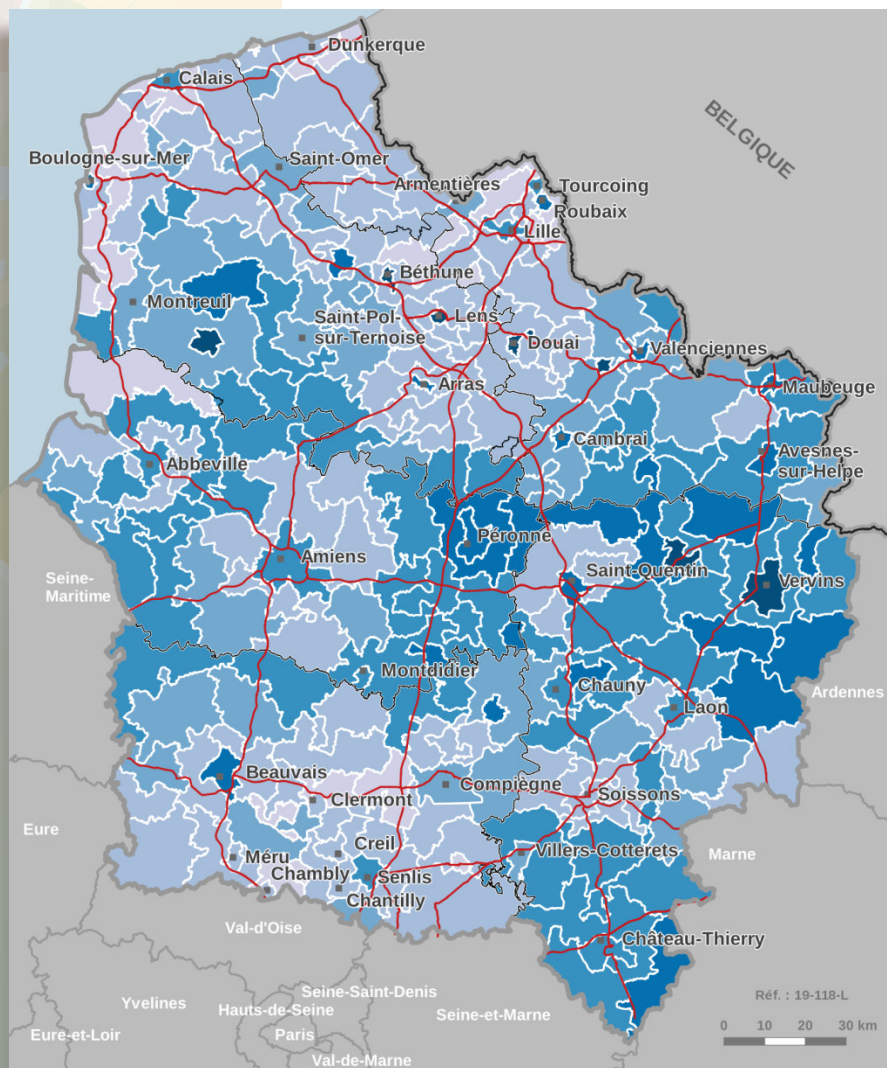 Dunkerque
Calais
BELGIQUE
Boulogne-sur-Mer
Saint-Omer
Armentières
Tourcoing
Roubaix
Lille
Béthune
Montreuil
Saint-Pol-
sur-Ternoise
Lens
Douai
Valenciennes
Arras
Maubeuge
Cambrai
Avesnes-
sur-Helpe
Abbeville
Péronne
Amiens
Saint-Quentin
Seine-
Maritime
Vervins
Montdidier
Chauny
Ardennes
Laon
Beauvais
Compiègne
Clermont
Soissons
Eure
Creil
Villers-Cotterets
Marne
Méru
Chambly
Senlis
Chantilly
Val-d'Oise
Château-Thierry
Seine-Saint-Denis
Yvelines
Hauts-de-Seine
Seine-et-Marne
Réf. : 19-118-L
Eure-et-Loir
Paris
Val-de-Marne
0 10 20 30 km